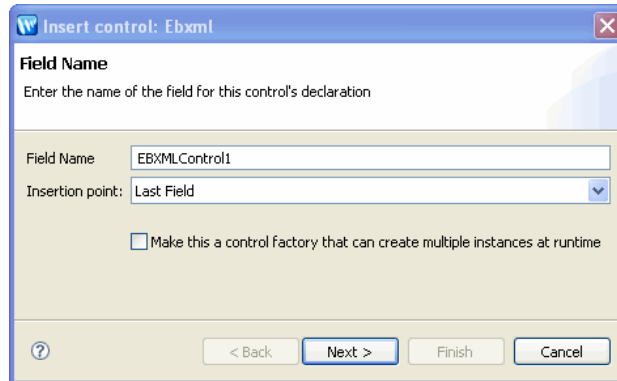 Insert control: Ebxml
Field Name
Enter the name of the field for this control's declaration
Field Name EBXMLControl1
Insertion point: Last Field
Make this a control factory that can create multiple instances at runtime
? < Back Next > Finish Cancel